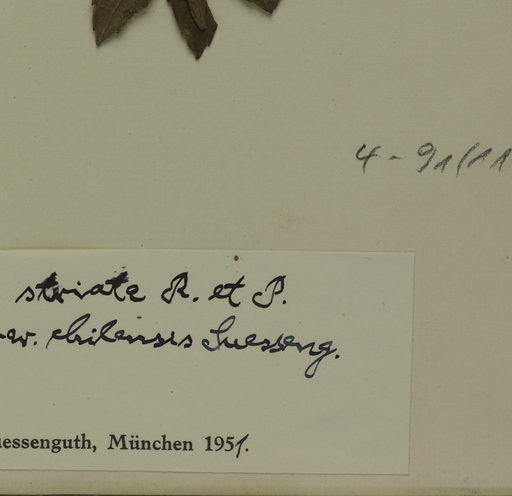 4-91/11
striata R. et P.
var. chilensis Suesseng.
uessenguth, München 1951.